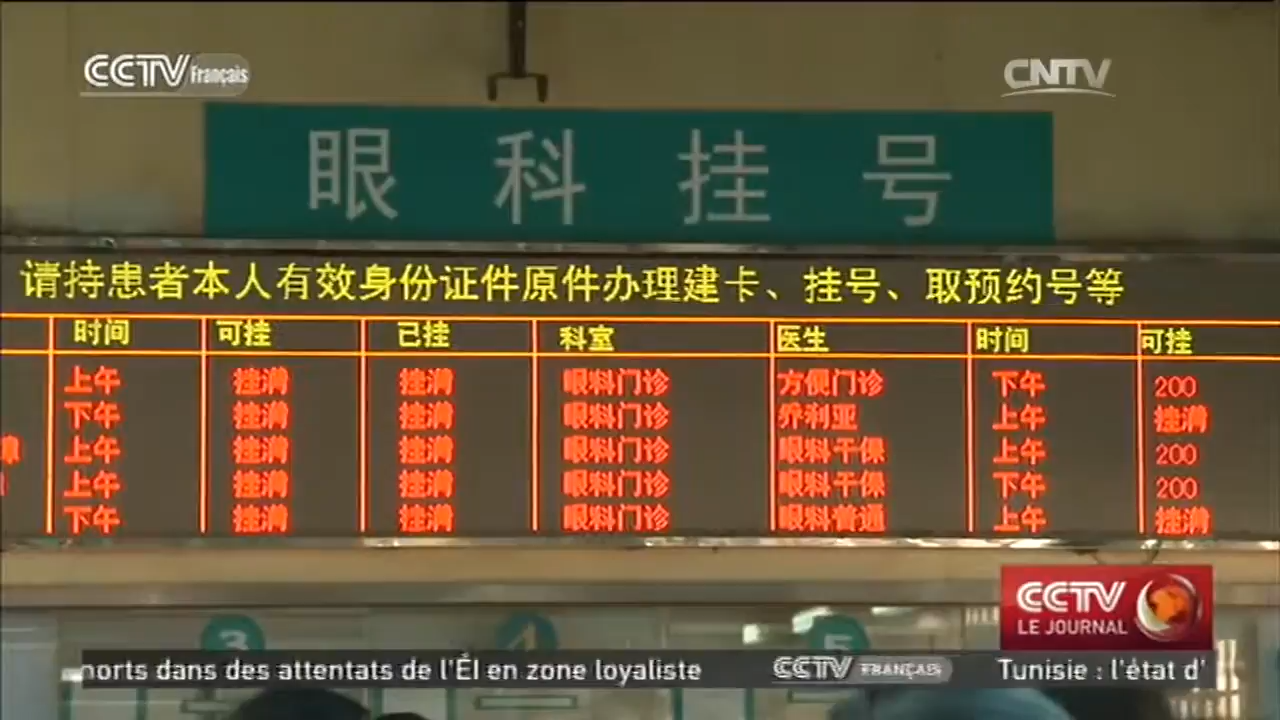 CCTV Français
CNTV
眼科挂号
请持患者本人有效身份证件原件办理建卡、挂号、取预约号等
时间 可挂 已挂 科室 医生 时间 可挂
上午 挂满 挂满 眼科门诊 方便门诊 下午 200
下午 挂满 挂满 眼科门诊 乔利亚 上午 挂满
上午 挂满 挂满 眼科门诊 眼科干保 上午 200
上午 挂满 挂满 眼科门诊 眼科干保 下午 200
下午 挂满 挂满 眼科门诊 眼科普通 上午 挂满
CCTV
LE JOURNAL
3 4 5
morts dans des attentats de l'ÉI en zone loyaliste CCTV FRANÇAIS Tunisie : l'état d'